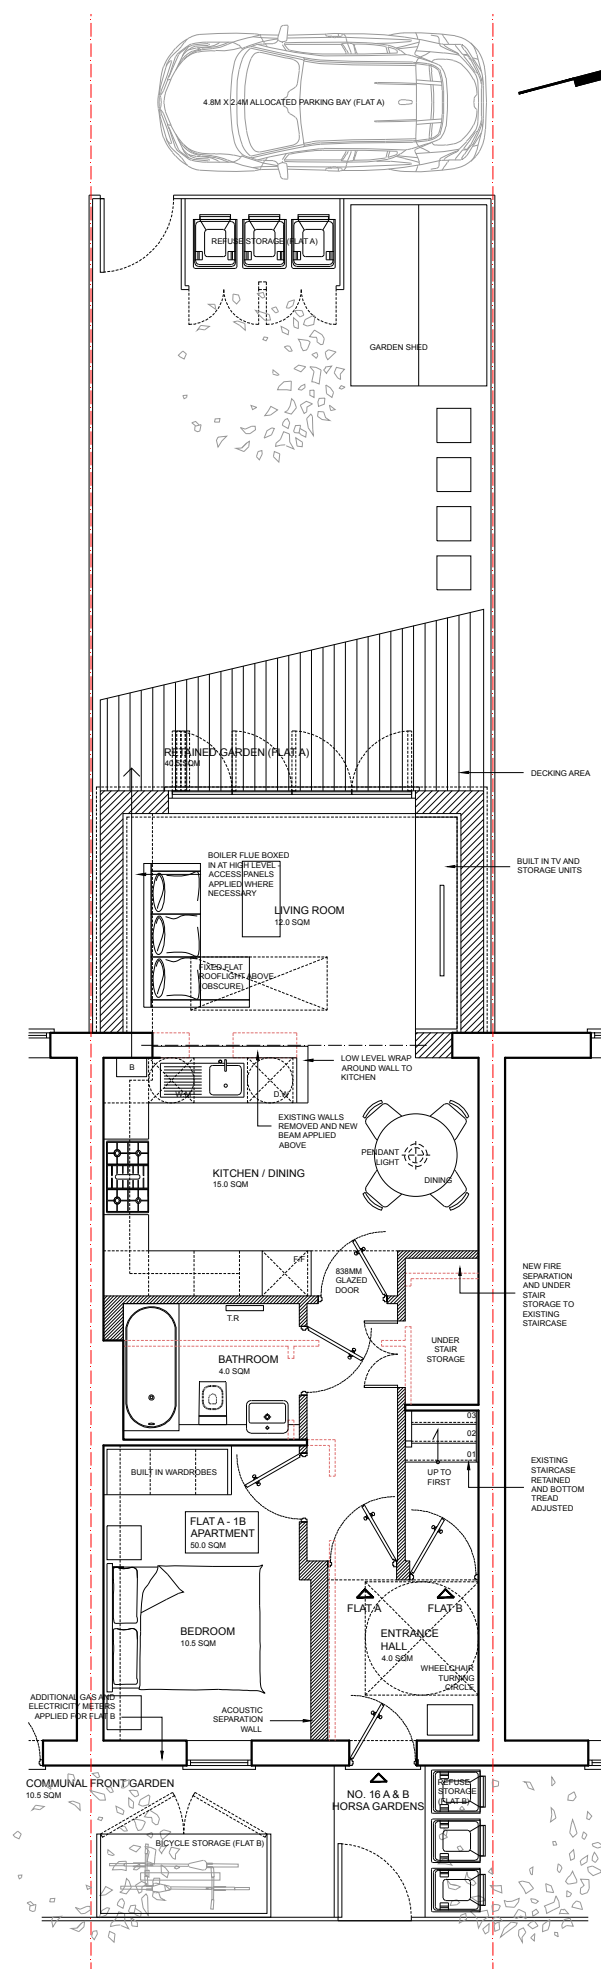 4.8M X 2.4M ALLOCATED PARKING BAY (FLAT A)
REFUSE STORAGE (FLAT A)
GARDEN SHED
RETAINED GARDEN (FLAT A)
40.5 SQM
DECKING AREA
BOILER FLUE BOXED
IN AT HIGH LEVEL -
ACCESS PANELS
APPLIED WHERE
NECESSARY
BUILT IN TV AND
STORAGE UNITS
LIVING ROOM
12.0 SQM
FIXED FLAT
ROOFLIGHT ABOVE
(OBSCURE)
B
LOW LEVEL WRAP
AROUND WALL TO
KITCHEN
W.M
D.W
EXISTING WALLS
REMOVED AND NEW
BEAM APPLIED
ABOVE
PENDANT
LIGHT
DINING
KITCHEN / DINING
15.0 SQM
F.F
838MM
GLAZED
DOOR
NEW FIRE
SEPARATION
AND UNDER
STAIR
STORAGE TO
EXISTING
STAIRCASE
T.R
UNDER
STAIR
STORAGE
BATHROOM
4.0 SQM
03
02
01
UP TO
FIRST
EXISTING
STAIRCASE
RETAINED
AND BOTTOM
TREAD
ADJUSTED
BUILT IN WARDROBES
FLAT A - 1B
APARTMENT
50.0 SQM
FLAT A
FLAT B
BEDROOM
10.5 SQM
ENTRANCE
HALL
4.0 SQM
WHEELCHAIR
TURNING
CIRCLE
ADDITIONAL GAS AND
ELECTRICITY METERS
APPLIED FOR FLAT B
ACOUSTIC
SEPARATION
WALL
COMMUNAL FRONT GARDEN
10.5 SQM
NO. 16 A & B
HORSA GARDENS
REFUSE
STORAGE
(FLAT B)
BICYCLE STORAGE (FLAT B)